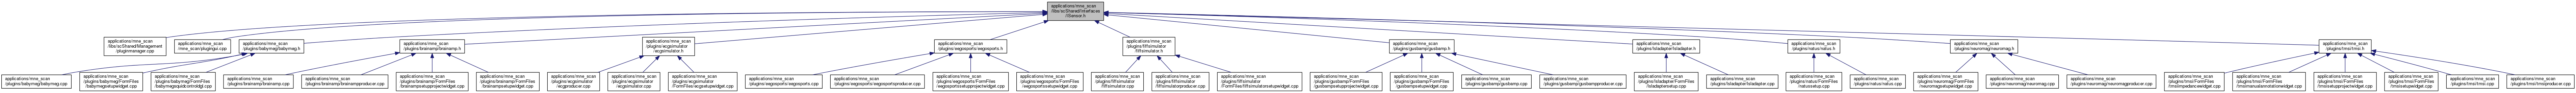 applications/mne_scan
/libs/scShared/Interfaces
/ISensor.h
applications/mne_scan
/libs/scShared/Management
/pluginmanager.cpp
applications/mne_scan
/mne_scan/plugingui.cpp
applications/mne_scan
/plugins/babymeg/babymeg.h
applications/mne_scan
/plugins/brainamp/brainamp.h
applications/mne_scan
/plugins/ecgsimulator
/ecgsimulator.h
applications/mne_scan
/plugins/eegosports/eegosports.h
applications/mne_scan
/plugins/fiffsimulator
/fiffsimulator.h
applications/mne_scan
/plugins/gusbamp/gusbamp.h
applications/mne_scan
/plugins/lsladapter/lsladapter.h
applications/mne_scan
/plugins/natus/natus.h
applications/mne_scan
/plugins/neuromag/neuromag.h
applications/mne_scan
/plugins/tmsi/tmsi.h
applications/mne_scan
/plugins/babymeg/babymeg.cpp
applications/mne_scan
/plugins/babymeg/FormFiles
/babymegsetupwidget.cpp
applications/mne_scan
/plugins/babymeg/FormFiles
/babymegsquidcontroldgl.cpp
applications/mne_scan
/plugins/brainamp/brainamp.cpp
applications/mne_scan
/plugins/brainamp/brainampproducer.cpp
applications/mne_scan
/plugins/brainamp/FormFiles
/brainampsetupprojectwidget.cpp
applications/mne_scan
/plugins/brainamp/FormFiles
/brainampsetupwidget.cpp
applications/mne_scan
/plugins/ecgsimulator
/ecgproducer.cpp
applications/mne_scan
/plugins/ecgsimulator
/ecgsimulator.cpp
applications/mne_scan
/plugins/ecgsimulator
/FormFiles/ecgsetupwidget.cpp
applications/mne_scan
/plugins/eegosports/eegosports.cpp
applications/mne_scan
/plugins/eegosports/eegosportsproducer.cpp
applications/mne_scan
/plugins/eegosports/FormFiles
/eegosportssetupprojectwidget.cpp
applications/mne_scan
/plugins/eegosports/FormFiles
/eegosportssetupwidget.cpp
applications/mne_scan
/plugins/fiffsimulator
/fiffsimulator.cpp
applications/mne_scan
/plugins/fiffsimulator
/fiffsimulatorproducer.cpp
applications/mne_scan
/plugins/fiffsimulator
/FormFiles/fiffsimulatorsetupwidget.cpp
applications/mne_scan
/plugins/gusbamp/FormFiles
/gusbampsetupprojectwidget.cpp
applications/mne_scan
/plugins/gusbamp/FormFiles
/gusbampsetupwidget.cpp
applications/mne_scan
/plugins/gusbamp/gusbamp.cpp
applications/mne_scan
/plugins/gusbamp/gusbampproducer.cpp
applications/mne_scan
/plugins/lsladapter/FormFiles
/lsladaptersetup.cpp
applications/mne_scan
/plugins/lsladapter/lsladapter.cpp
applications/mne_scan
/plugins/natus/FormFiles
/natussetup.cpp
applications/mne_scan
/plugins/natus/natus.cpp
applications/mne_scan
/plugins/neuromag/FormFiles
/neuromagsetupwidget.cpp
applications/mne_scan
/plugins/neuromag/neuromag.cpp
applications/mne_scan
/plugins/neuromag/neuromagproducer.cpp
applications/mne_scan
/plugins/tmsi/FormFiles
/tmsiimpedancewidget.cpp
applications/mne_scan
/plugins/tmsi/FormFiles
/tmsimanualannotationwidget.cpp
applications/mne_scan
/plugins/tmsi/FormFiles
/tmsisetupprojectwidget.cpp
applications/mne_scan
/plugins/tmsi/FormFiles
/tmsisetupwidget.cpp
applications/mne_scan
/plugins/tmsi/tmsi.cpp
applications/mne_scan
/plugins/tmsi/tmsiproducer.cpp